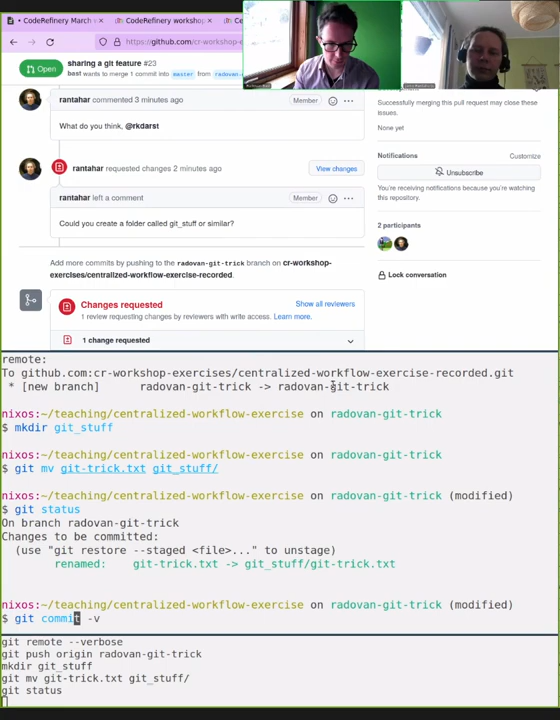 CodeRefinery March w
CodeRefinery workshop
Ce
https://github.com/cr-workshop-e
Open
sharing a git feature #23
bast wants to merge 1 commit into master from radovan-
rantahar commented 3 minutes ago
Member
What do you think, @rkdarst
rantahar requested changes 2 minutes ago
View changes
rantahar left a comment
Member
Could you create a folder called git_stuff or similar?
Add more commits by pushing to the radovan-git-trick branch on cr-workshop-
exercises/centralized-workflow-exercise-recorded.
Changes requested
Show all reviewers
1 review requesting changes by reviewers with write access. Learn more.
1 change requested
Successfully merging this pull request may close these
issues.
None yet
Notifications
Customize
Unsubscribe
You're receiving notifications because you're watching
this repository.
2 participants
Lock conversation
remote:
To github.com:cr-workshop-exercises/centralized-workflow-exercise-recorded.git
* [new branch] radovan-git-trick -> radovan-git-trick
nixos:~/teaching/centralized-workflow-exercise on radovan-git-trick
$ mkdir git_stuff
nixos:~/teaching/centralized-workflow-exercise on radovan-git-trick
$ git mv git-trick.txt git_stuff/
nixos:~/teaching/centralized-workflow-exercise on radovan-git-trick (modified)
$ git status
On branch radovan-git-trick
Changes to be committed:
(use "git restore --staged <file>..." to unstage)
renamed: git-trick.txt -> git_stuff/git-trick.txt
nixos:~/teaching/centralized-workflow-exercise on radovan-git-trick (modified)
$ git commit -v
git remote --verbose
git push origin radovan-git-trick
mkdir git_stuff
git mv git-trick.txt git_stuff/
git status